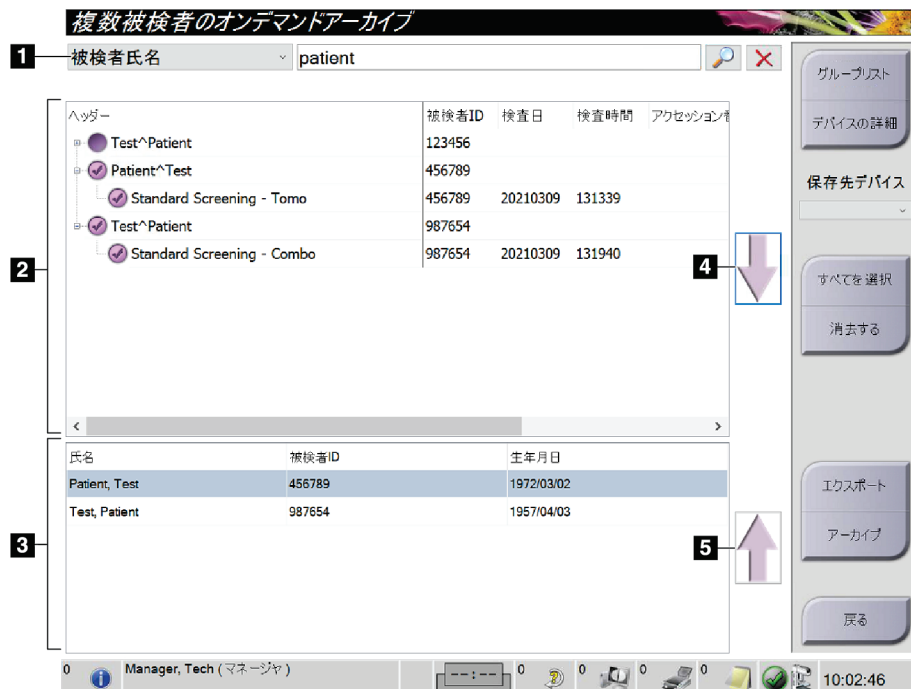 複数被検者のオンデマンドアーカイブ
1
被検者氏名
patient
グループリスト
デバイスの詳細
保存先デバイス
すべてを選択
消去する
エクスポート
アーカイブ
戻る
2
ヘッダー 被検者ID 検査日 検査時間 アクセッション
Test^Patient 123456
Patient^Test 456789
Standard Screening - Tomo 456789 20210309 131339
Test^Patient 987654
Standard Screening - Combo 987654 20210309 131940
4
3
氏名 被検者ID 生年月日
Patient, Test 456789 1972/03/02
Test, Patient 987654 1957/04/03
5
0 Manager, Tech (マネージャ) --:-- 0 0 0 0 10:02:46